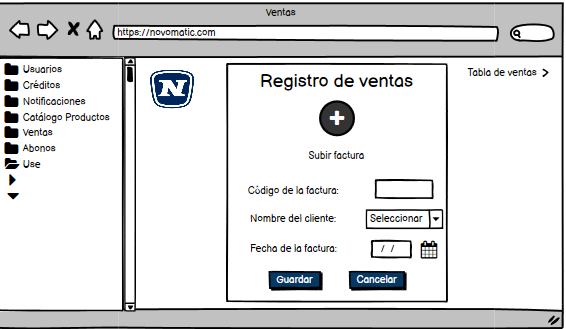 Ventas
https://novomatic.com
Usuarios
Créditos
Notificaciones
Catálogo Productos
Ventas
Abonos
Use
N
Registro de ventas
Tabla de ventas >
+
Subir factura
Código de la factura:
Nombre del cliente: Seleccionar
Fecha de la factura: / /
Guardar Cancelar